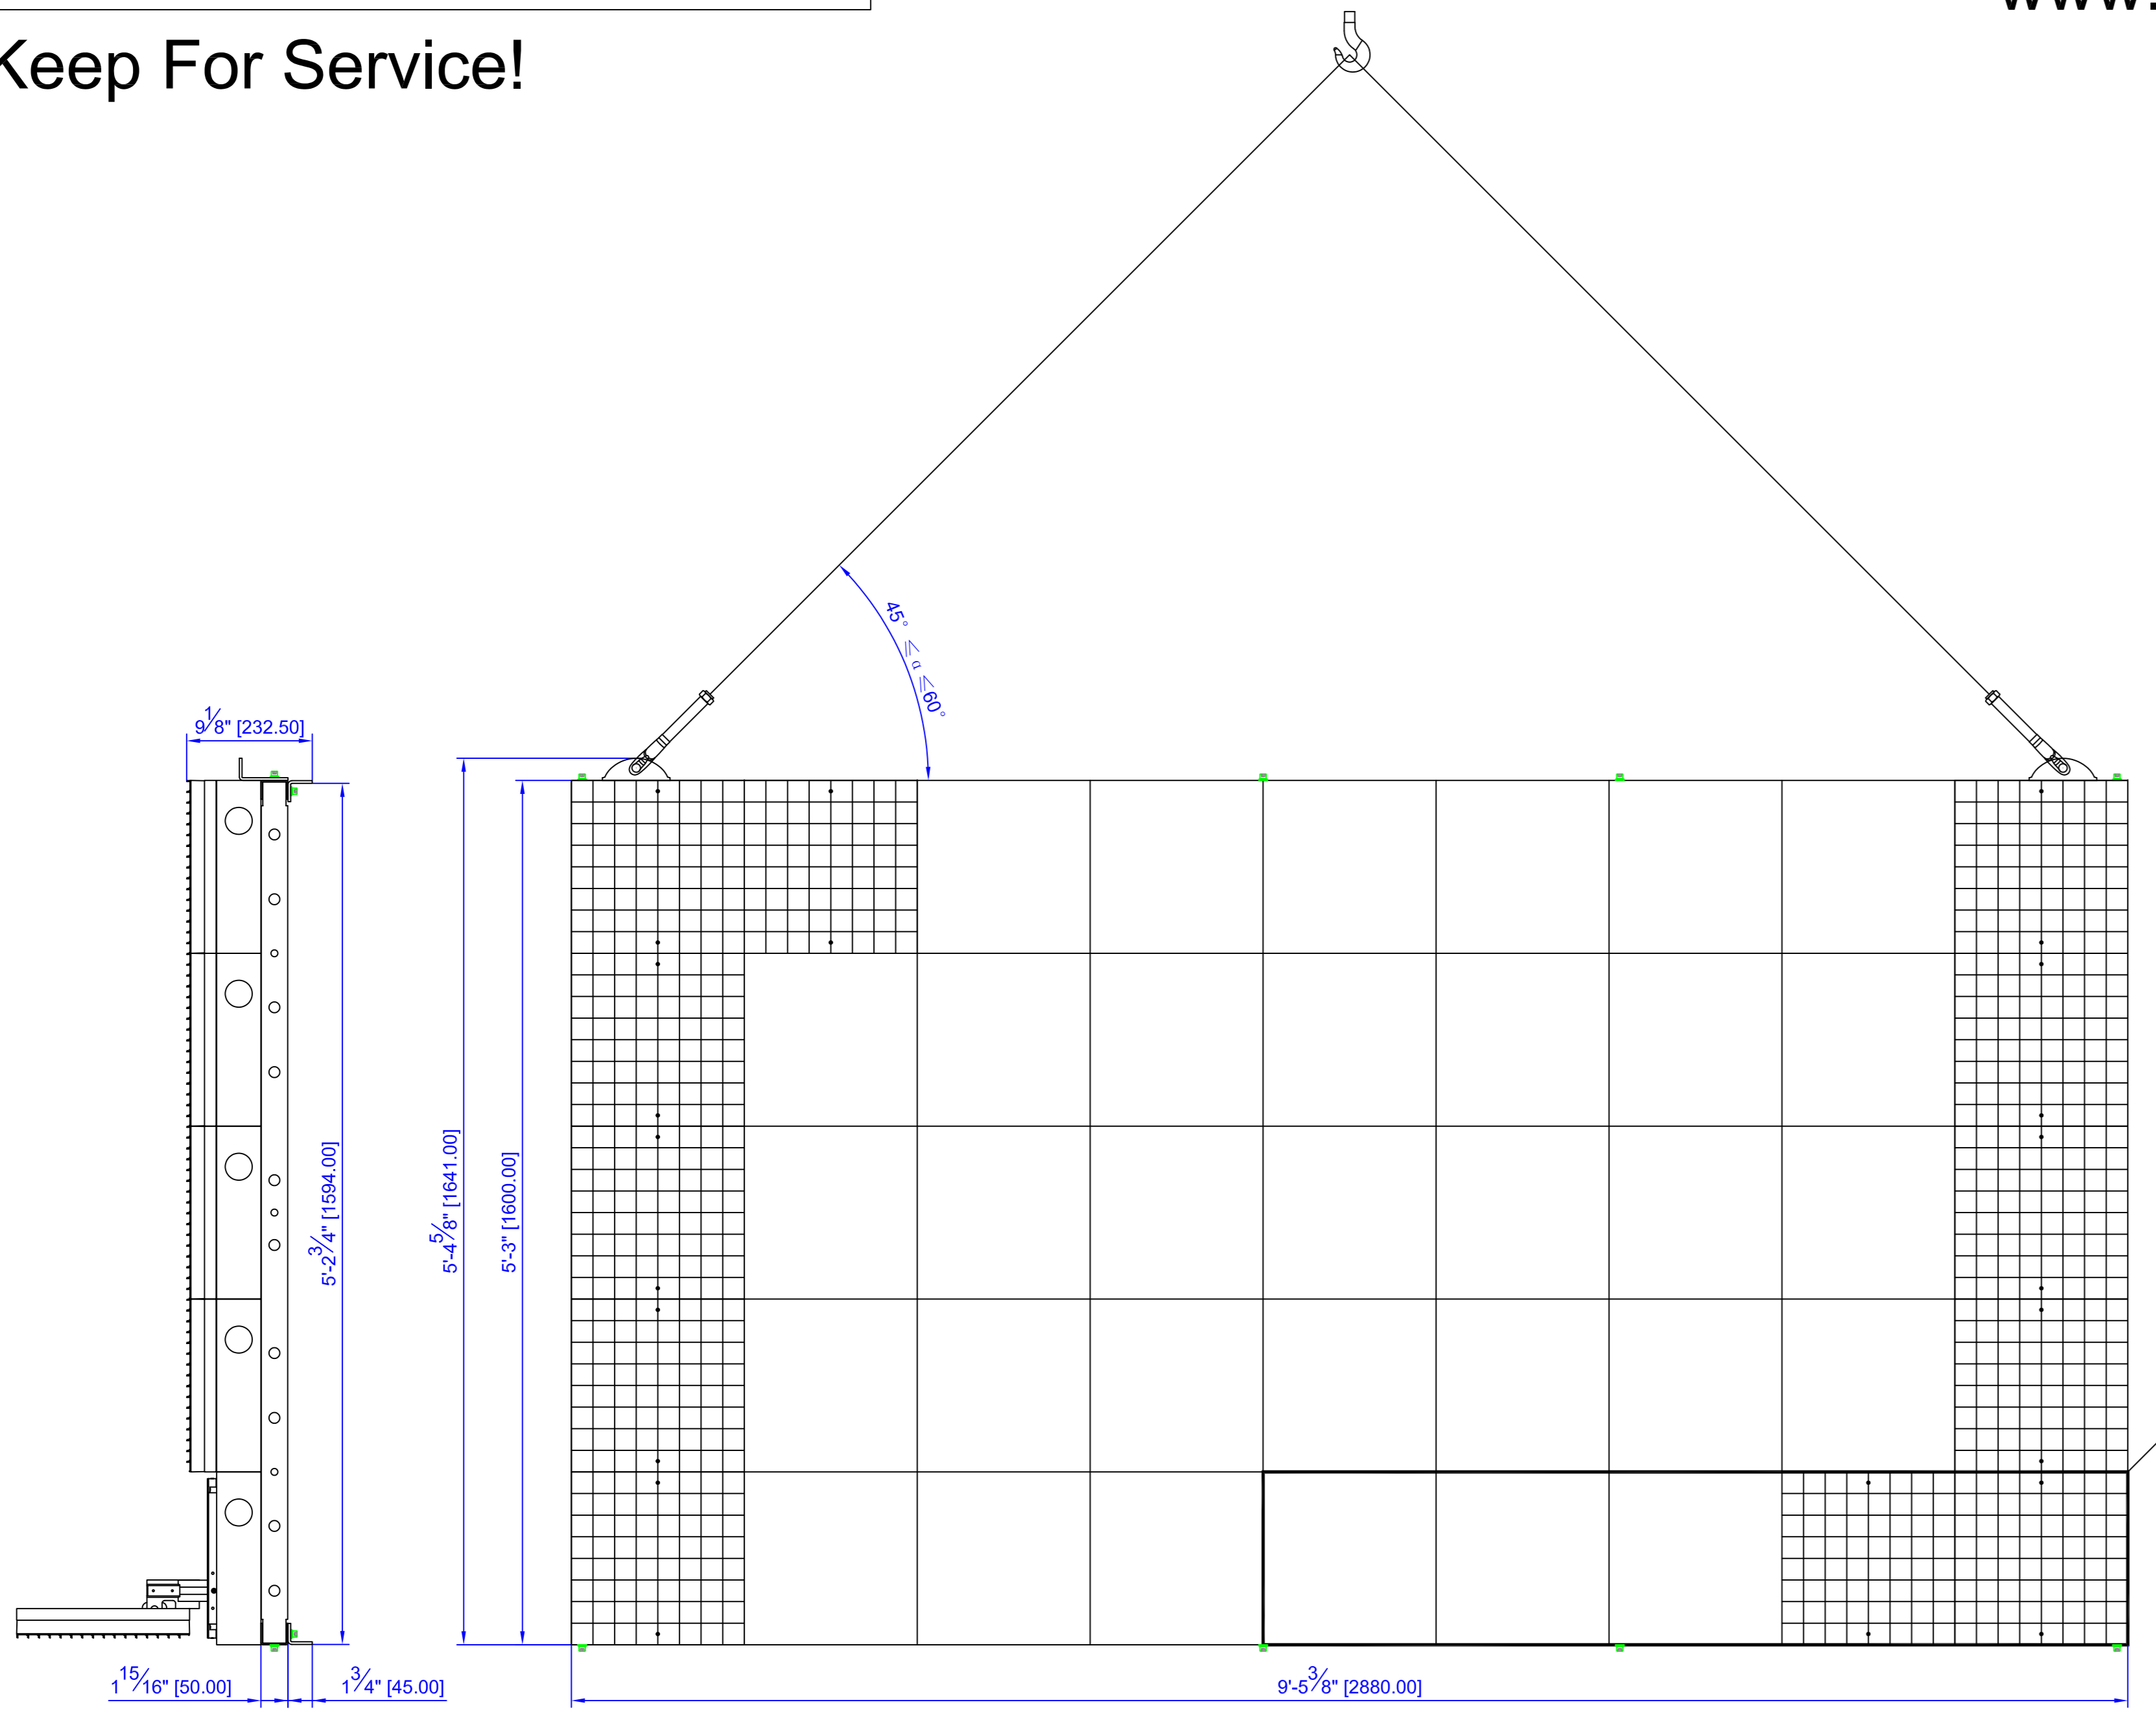 www.
Keep For Service!
45° ≤ a ≤60°
9 1/8" [232.50]
5'-2 3/4" [1594.00]
5'-4 5/8" [1641.00]
5'-3" [1600.00]
1 15/16" [50.00]
1 3/4" [45.00]
9'-5 3/8" [2880.00]